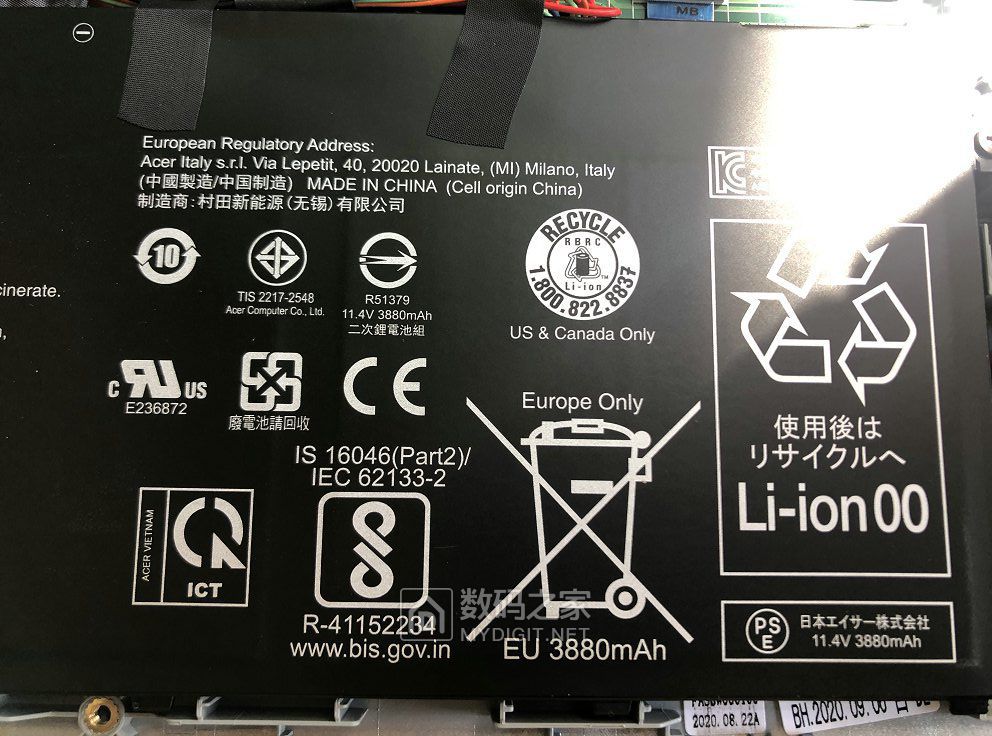 MB
European Regulatory Address:
Acer Italy s.r.l. Via Lepetit, 40, 20020 Lainate, (MI) Milano, Italy
(中國製造/中国制造) MADE IN CHINA (Cell origin China)
制造商:村田新能源(无锡)有限公司
cinerate.
10
TIS 2217-2548
Acer Computer Co., Ltd.
R51379
11.4V 3880mAh
二次鋰電池組
RECYCLE
RBRC
Li-ion
TM
1.800.822.8837
US & Canada Only
c RU US
E236872
廢電池請回收
CE
Europe Only
IS 16046(Part2)/
IEC 62133-2
ACER VIETNAM
ICT
R-41152234
www.bis.gov.in
EU 3880mAh
使用後は
リサイクルへ
Li-ion 00
PS
E
日本エイサー株式会社
11.4V 3880mAh
数码之家
MYDIGIT.NET
2020.08.22A